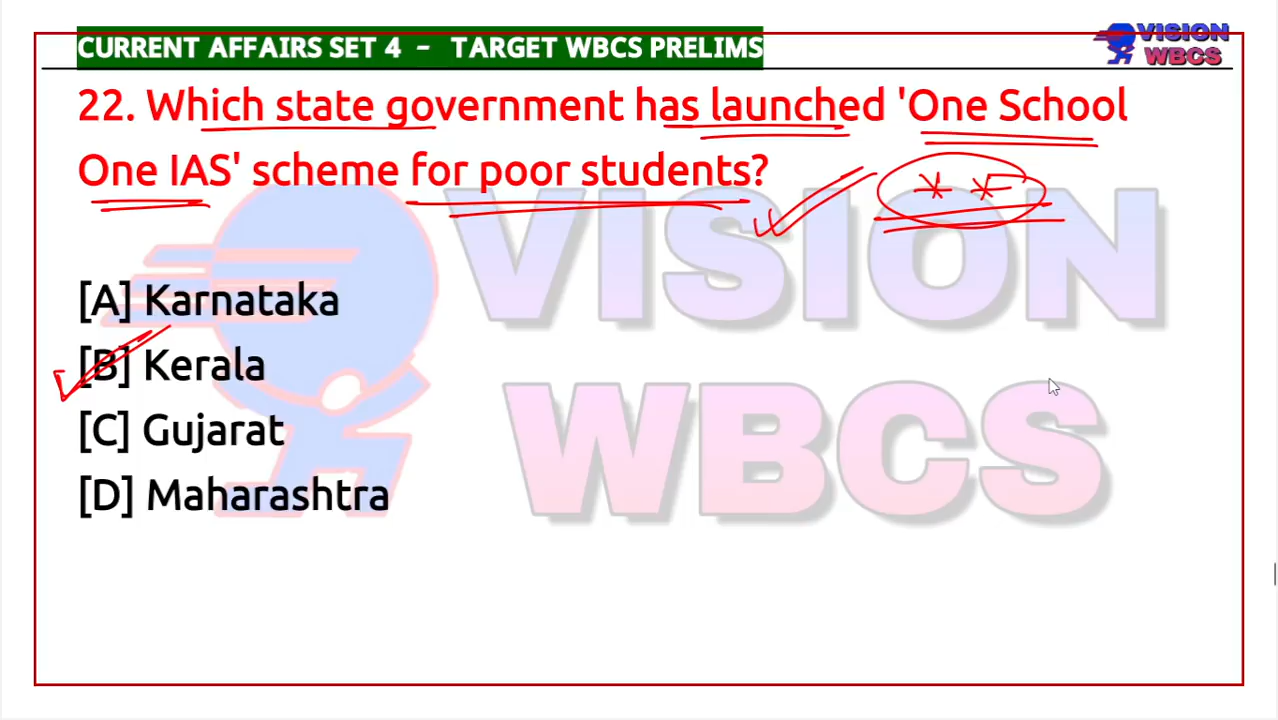 CURRENT AFFAIRS SET 4 - TARGET WBCS PRELIMS
VISION
WBCS
22. Which state government has launched 'One School
One IAS' scheme for poor students?
[A] Karnataka
[B] Kerala
[C] Gujarat
[D] Maharashtra
VISION
WBCS